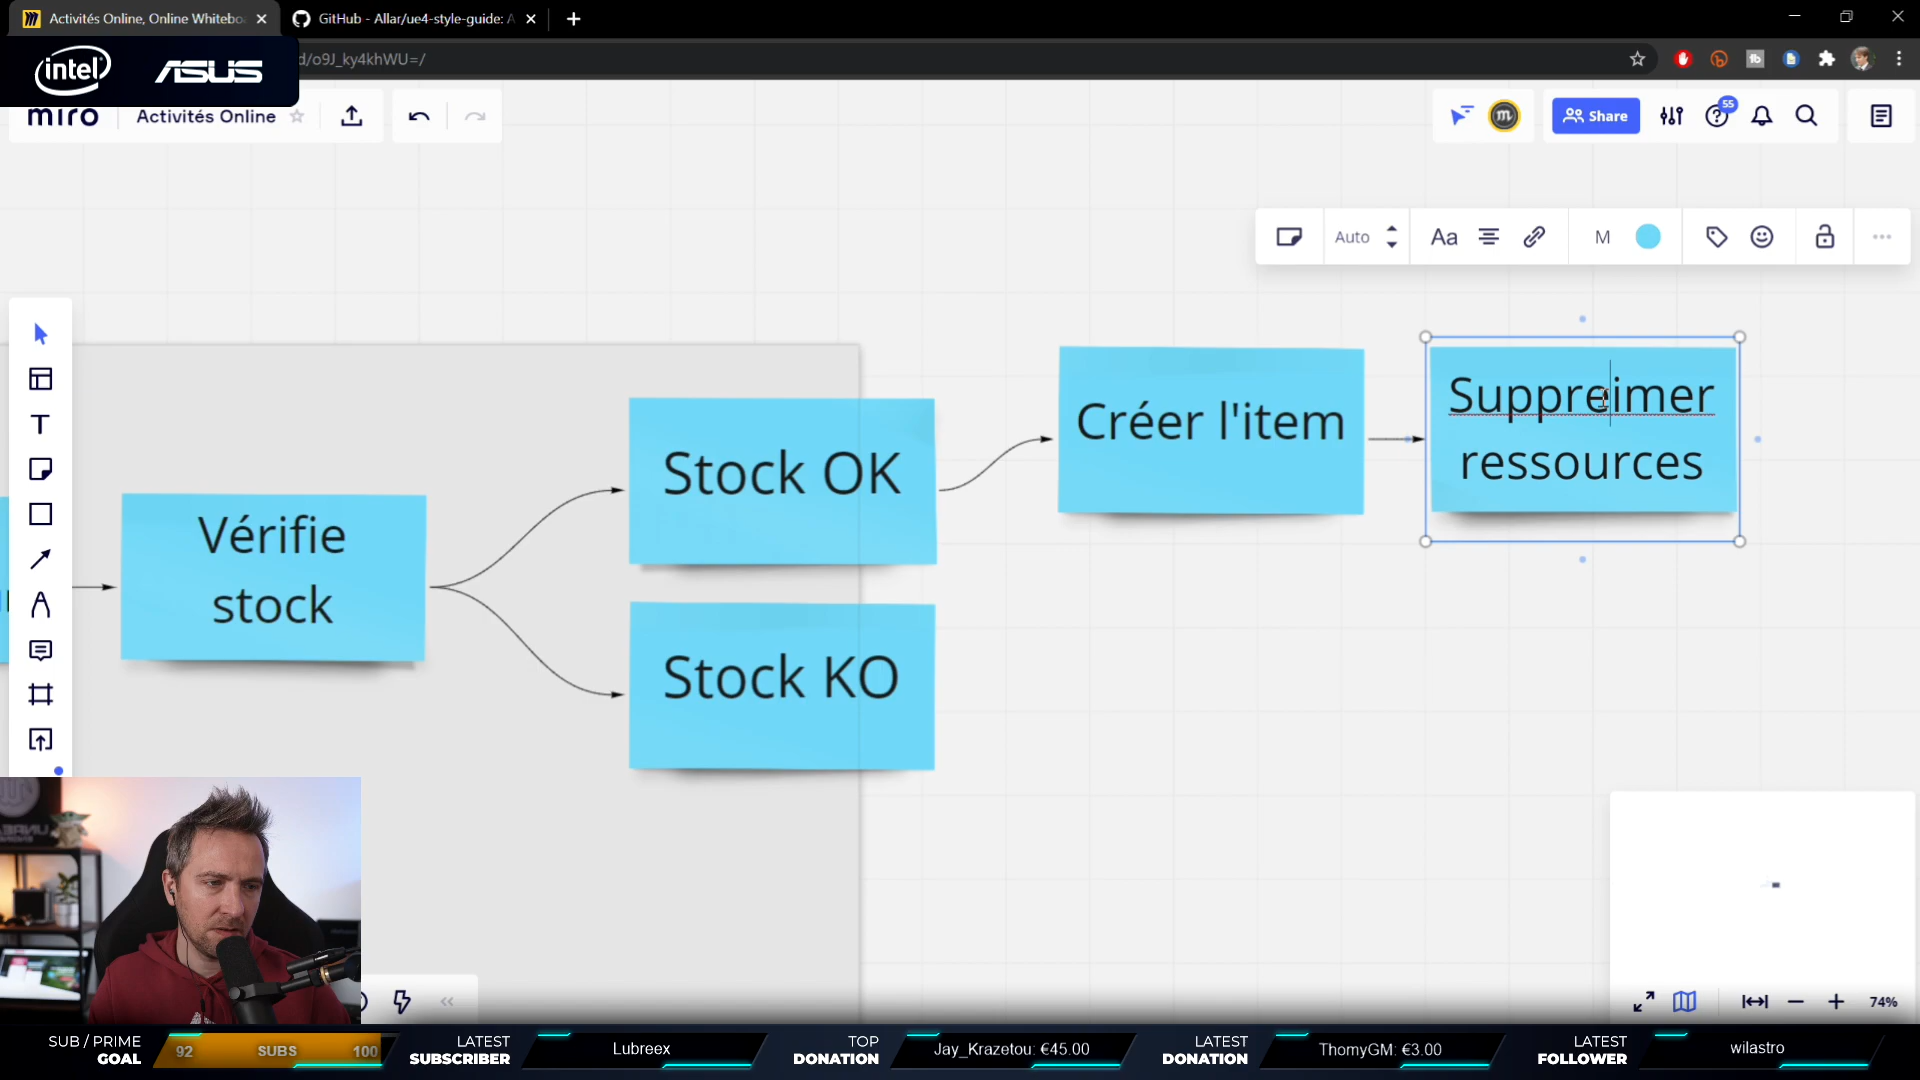 Activités Online, Online Whiteboa
GitHub - Allar/ue4-style-guide: A
intel
ASUS
d/o9J_ky4khWU=/
miro
Activités Online
Share
55
Auto
Aa
M
Vérifie
stock
Stock OK
Stock KO
Créer l'item
Suppreimer
ressources
74%
SUB / PRIME
GOAL
92
SUBS
100
LATEST
SUBSCRIBER
Lubreex
TOP
DONATION
Jay_Krazetou: €45.00
LATEST
DONATION
ThomyGM: €3.00
LATEST
FOLLOWER
wilastro